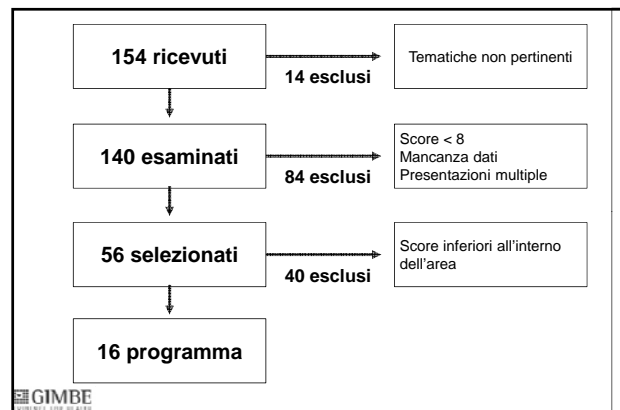 154 ricevuti
14 esclusi
Tematiche non pertinenti
140 esaminati
84 esclusi
Score < 8
Mancanza dati
Presentazioni multiple
56 selezionati
40 esclusi
Score inferiori all'interno
dell'area
16 programma
GIMBE